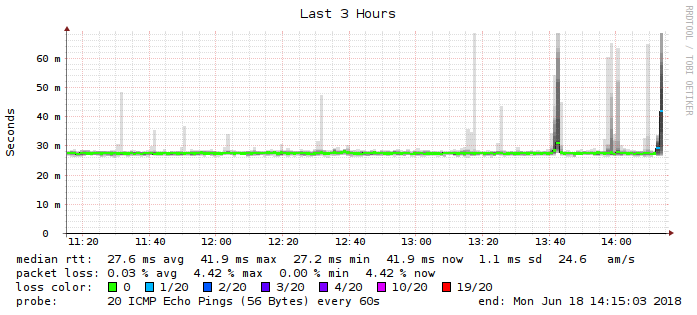 Last 3 Hours
RRDTOOL / TOBI OETIKER
Seconds
60 m
50 m
40 m
30 m
20 m
10 m
0
11:20 11:40 12:00 12:20 12:40 13:00 13:20 13:40 14:00
median rtt: 27.6 ms avg 41.9 ms max 27.2 ms min 41.9 ms now 1.1 ms sd 24.6 am/s
packet loss: 0.03 % avg 4.42 % max 0.00 % min 4.42 % now
loss color: 0 1/20 2/20 3/20 4/20 10/20 19/20
probe: 20 ICMP Echo Pings (56 Bytes) every 60s end: Mon Jun 18 14:15:03 2018